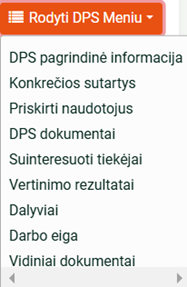 Rodyti DPS Meniu
DPS pagrindinė informacija
Konkrečios sutartys
Priskirti naudotojus
DPS dokumentai
Suinteresuoti tiekėjai
Vertinimo rezultatai
Dalyviai
Darbo eiga
Vidiniai dokumentai